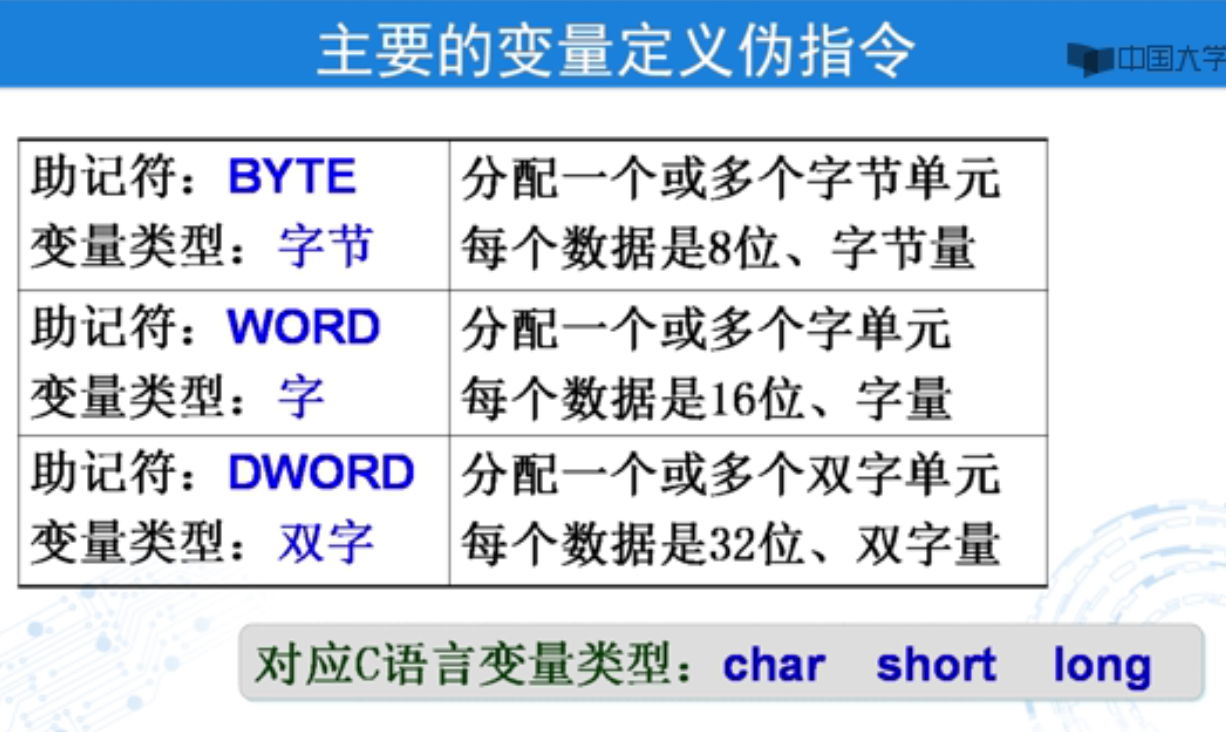 主要的变量定义伪指令
中国大学
助记符：BYTE
变量类型：字节
分配一个或多个字节单元
每个数据是8位、字节量
助记符：WORD
变量类型：字
分配一个或多个字单元
每个数据是16位、字量
助记符：DWORD
变量类型：双字
分配一个或多个双字单元
每个数据是32位、双字量
对应C语言变量类型：char short long